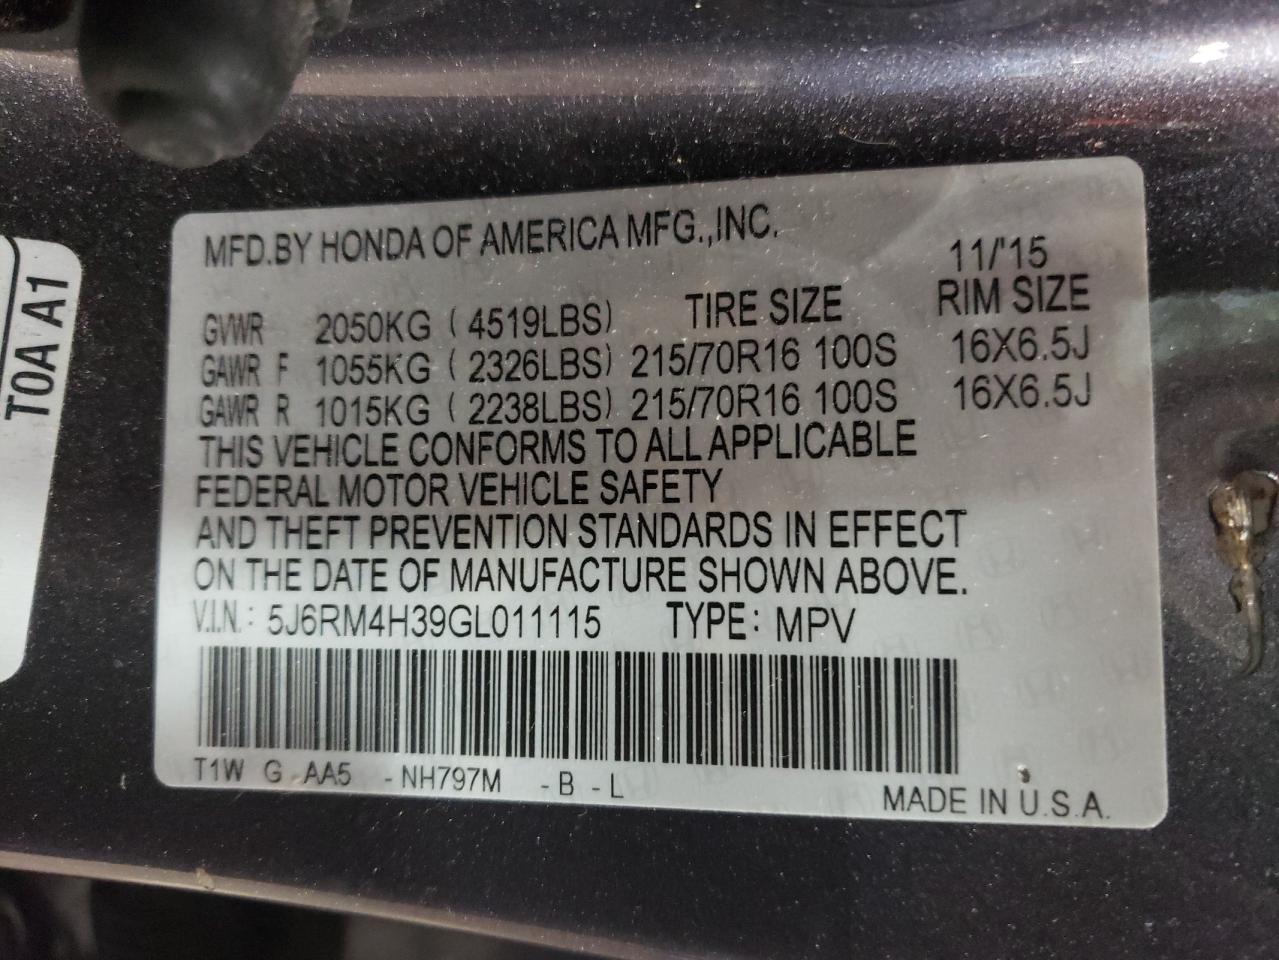 MFD.BY HONDA OF AMERICA MFG.,INC.
11/'15
GVWR 2050KG ( 4519LBS) TIRE SIZE RIM SIZE
GAWR F 1055KG ( 2326LBS) 215/70R16 100S 16X6.5J
GAWR R 1015KG ( 2238LBS) 215/70R16 100S 16X6.5J
THIS VEHICLE CONFORMS TO ALL APPLICABLE
FEDERAL MOTOR VEHICLE SAFETY
AND THEFT PREVENTION STANDARDS IN EFFECT
ON THE DATE OF MANUFACTURE SHOWN ABOVE.
V.I.N.: 5J6RM4H39GL011115 TYPE: MPV
T1W G AA5 -NH797M -B -L
MADE IN U.S.A.
T0A A1